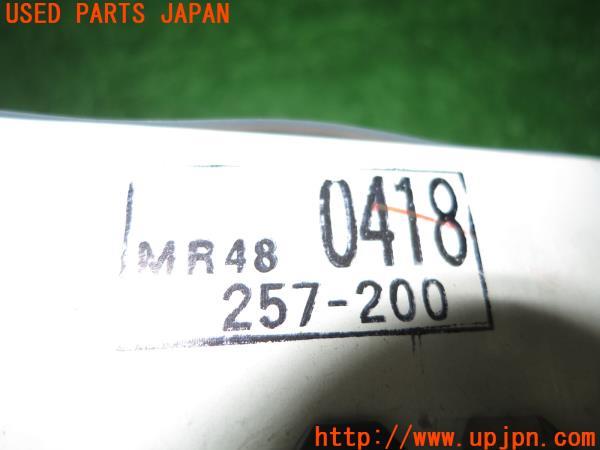 USED PARTS JAPAN
MR48 0418
257-200
http://www.upjpn.com